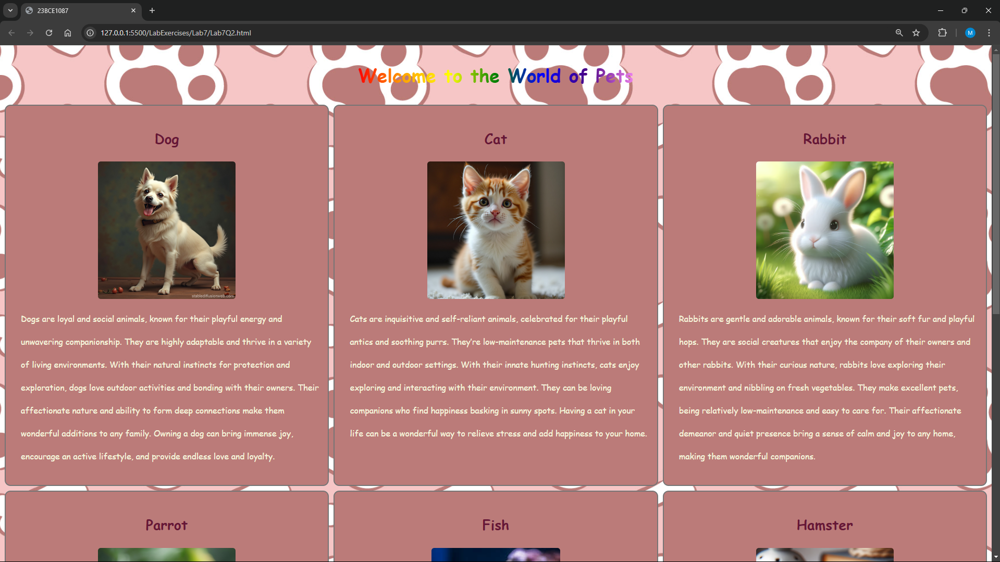 23BCE1087
127.0.0.1:5500/LabExercises/Lab7/Lab7Q2.html
M
Welcome to the World of Pets
Dog
stablediffusionweb.com
Dogs are loyal and social animals, known for their playful energy and
unwavering companionship. They are highly adaptable and thrive in a variety
of living environments. With their natural instincts for protection and
exploration, dogs love outdoor activities and bonding with their owners. Their
affectionate nature and ability to form deep connections make them
wonderful additions to any family. Owning a dog can bring immense joy,
encourage an active lifestyle, and provide endless love and loyalty.
Cat
Cats are inquisitive and self-reliant animals, celebrated for their playful
antics and soothing purrs. They're low-maintenance pets that thrive in both
indoor and outdoor settings. With their innate hunting instincts, cats enjoy
exploring and interacting with their environment. They can be loving
companions who find happiness basking in sunny spots. Having a cat in your
life can be a wonderful way to relieve stress and add happiness to your home.
Rabbit
Rabbits are gentle and adorable animals, known for their soft fur and playful
hops. They are social creatures that enjoy the company of their owners and
other rabbits. With their curious nature, rabbits love exploring their
environment and nibbling on fresh vegetables. They make excellent pets,
being relatively low-maintenance and easy to care for. Their affectionate
demeanor and quiet presence bring a sense of calm and joy to any home,
making them wonderful companions.
Parrot
Fish
Hamster